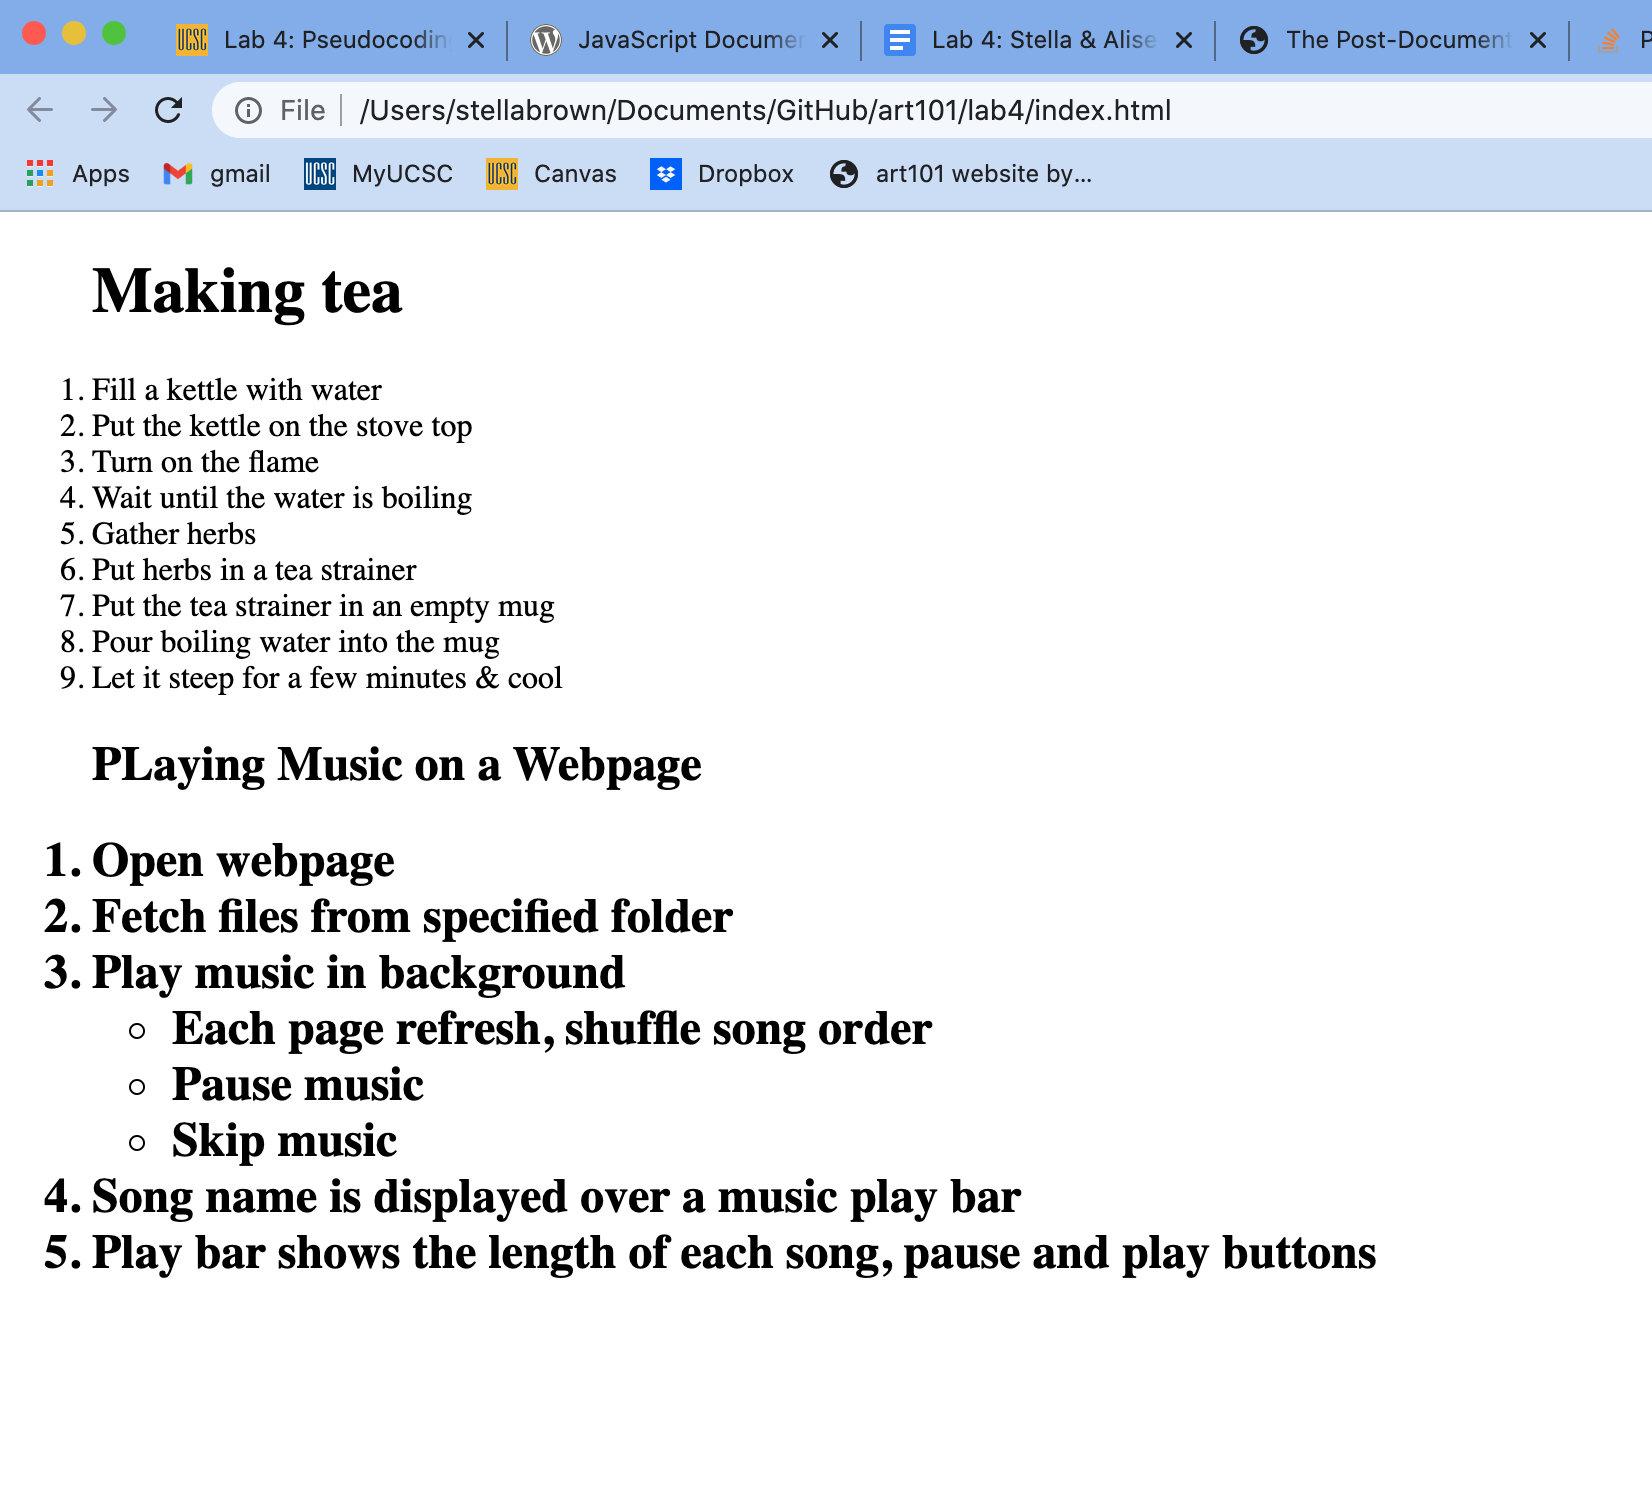 UCSC Lab 4: Pseudocodin
JavaScript Documen
Lab 4: Stella & Alise
The Post-Document
P
File /Users/stellabrown/Documents/GitHub/art101/lab4/index.html
Apps gmail UCSC MyUCSC UCSC Canvas Dropbox art101 website by...
Making tea
1. Fill a kettle with water
2. Put the kettle on the stove top
3. Turn on the flame
4. Wait until the water is boiling
5. Gather herbs
6. Put herbs in a tea strainer
7. Put the tea strainer in an empty mug
8. Pour boiling water into the mug
9. Let it steep for a few minutes & cool
PLaying Music on a Webpage
1. Open webpage
2. Fetch files from specified folder
3. Play music in background
Each page refresh, shuffle song order
Pause music
Skip music
4. Song name is displayed over a music play bar
5. Play bar shows the length of each song, pause and play buttons